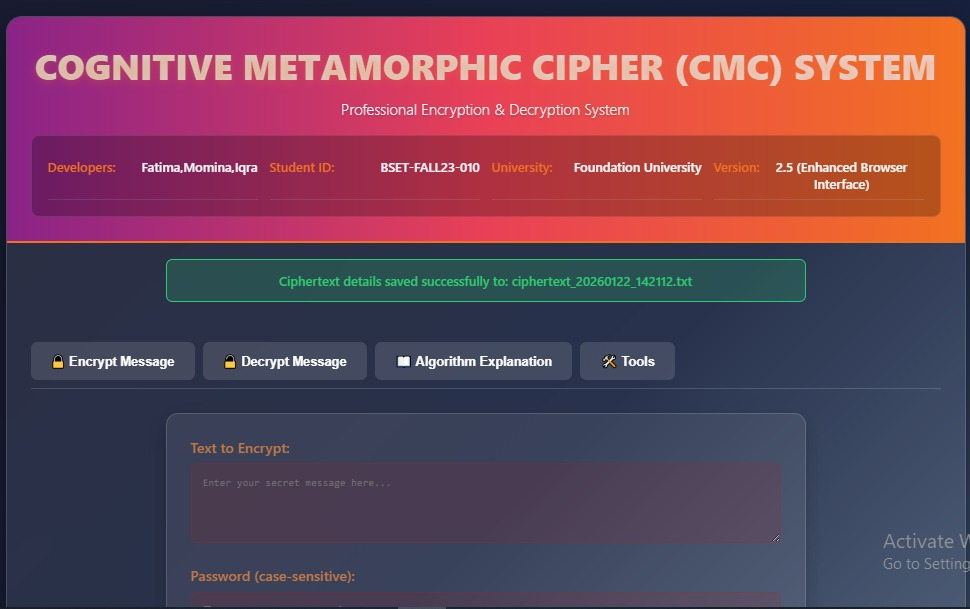 COGNITIVE METAMORPHIC CIPHER (CMC) SYSTEM
Professional Encryption & Decryption System
Developers: Fatima,Momina,Iqra Student ID: BSET-FALL23-010 University: Foundation University Version: 2.5 (Enhanced Browser
Interface)
Ciphertext details saved successfully to: ciphertext_20260122_142112.txt
Encrypt Message Decrypt Message Algorithm Explanation Tools
Text to Encrypt:
Enter your secret message here...
Activate
Go to Setting
Password (case-sensitive):